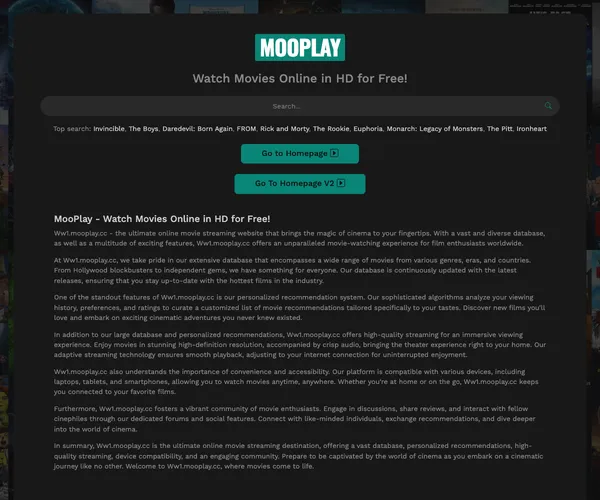 MOOPLAY
Watch Movies Online in HD for Free!
Search...
Top search: Invincible, The Boys, Daredevil: Born Again, FROM, Rick and Morty, The Rookie, Euphoria, Monarch: Legacy of Monsters, The Pitt, Ironheart
Go to Homepage
Go To Homepage V2
MooPlay - Watch Movies Online in HD for Free!
Ww1.mooplay.cc - the ultimate online movie streaming website that brings the magic of cinema to your fingertips. With a vast and diverse database,
as well as a multitude of exciting features, Ww1.mooplay.cc offers an unparalleled movie-watching experience for film enthusiasts worldwide.
At Ww1.mooplay.cc, we take pride in our extensive database that encompasses a wide range of movies from various genres, eras, and countries.
From Hollywood blockbusters to independent gems, we have something for everyone. Our database is continuously updated with the latest
releases, ensuring that you stay up-to-date with the hottest films in the industry.
One of the standout features of Ww1.mooplay.cc is our personalized recommendation system. Our sophisticated algorithms analyze your viewing
history, preferences, and ratings to curate a customized list of movie recommendations tailored specifically to your tastes. Discover new films you'll
love and embark on exciting cinematic adventures you never knew existed.
In addition to our large database and personalized recommendations, Ww1.mooplay.cc offers high-quality streaming for an immersive viewing
experience. Enjoy movies in stunning high-definition resolution, accompanied by crisp audio, bringing the theater experience right to your home. Our
adaptive streaming technology ensures smooth playback, adjusting to your internet connection for uninterrupted enjoyment.
Ww1.mooplay.cc also understands the importance of convenience and accessibility. Our platform is compatible with various devices, including
laptops, tablets, and smartphones, allowing you to watch movies anytime, anywhere. Whether you're at home or on the go, Ww1.mooplay.cc keeps
you connected to your favorite films.
Furthermore, Ww1.mooplay.cc fosters a vibrant community of movie enthusiasts. Engage in discussions, share reviews, and interact with fellow
cinephiles through our dedicated forums and social features. Connect with like-minded individuals, exchange recommendations, and dive deeper
into the world of cinema.
In summary, Ww1.mooplay.cc is the ultimate online movie streaming destination, offering a vast database, personalized recommendations, high-
quality streaming, device compatibility, and an engaging community. Prepare to be captivated by the world of cinema as you embark on a cinematic
journey like no other. Welcome to Ww1.mooplay.cc, where movies come to life.